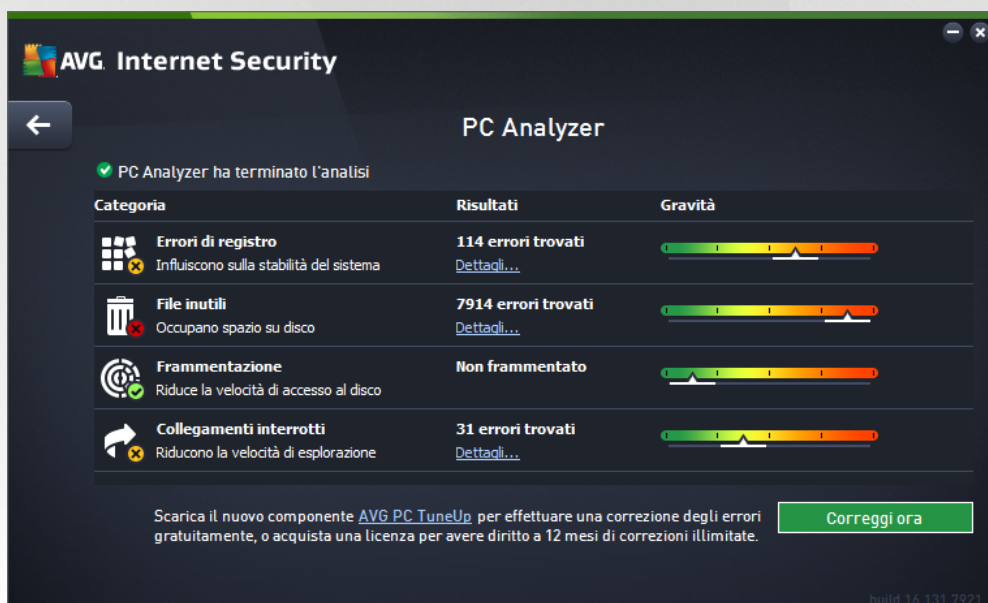 AVG Internet Security
PC Analyzer
PC Analyzer ha terminato l'analisi
Categoria Risultati Gravità
Errori di registro 114 errori trovati
Influiscono sulla stabilità del sistema Dettagli...
File inutili 7914 errori trovati
Occupano spazio su disco Dettagli...
Frammentazione Non frammentato
Riduce la velocità di accesso al disco
Collegamenti interrotti 31 errori trovati
Riducono la velocità di esplorazione Dettagli...
Scarica il nuovo componente AVG PC TuneUp per effettuare una correzione degli errori
gratuitamente, o acquista una licenza per avere diritto a 12 mesi di correzioni illimitate.
Correggi ora
build 16.131.7921